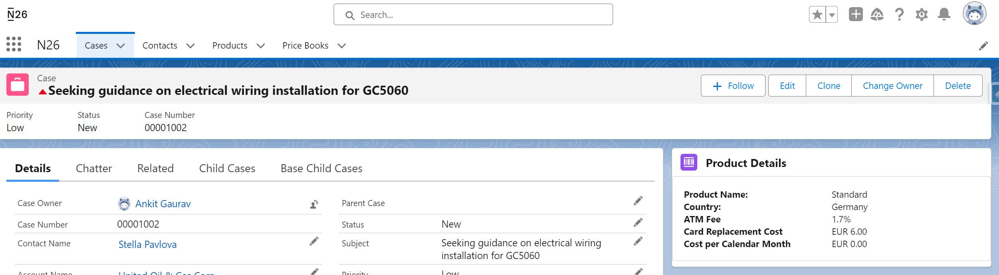 N26
Search...
N26
Cases
Contacts
Products
Price Books
Case
Seeking guidance on electrical wiring installation for GC5060
Follow
Edit
Clone
Change Owner
Delete
Priority
Status
Case Number
Low
New
00001002
Details
Chatter
Related
Child Cases
Base Child Cases
Case Owner
Ankit Gaurav
Parent Case
Case Number
00001002
Status
New
Contact Name
Stella Pavlova
Subject
Seeking guidance on electrical wiring
installation for GC5060
Account Name
United Oil & Gas Corp
Priority
Low
Product Details
Product Name:
Standard
Country:
Germany
ATM Fee
1.7%
Card Replacement Cost
EUR 6.00
Cost per Calendar Month
EUR 0.00